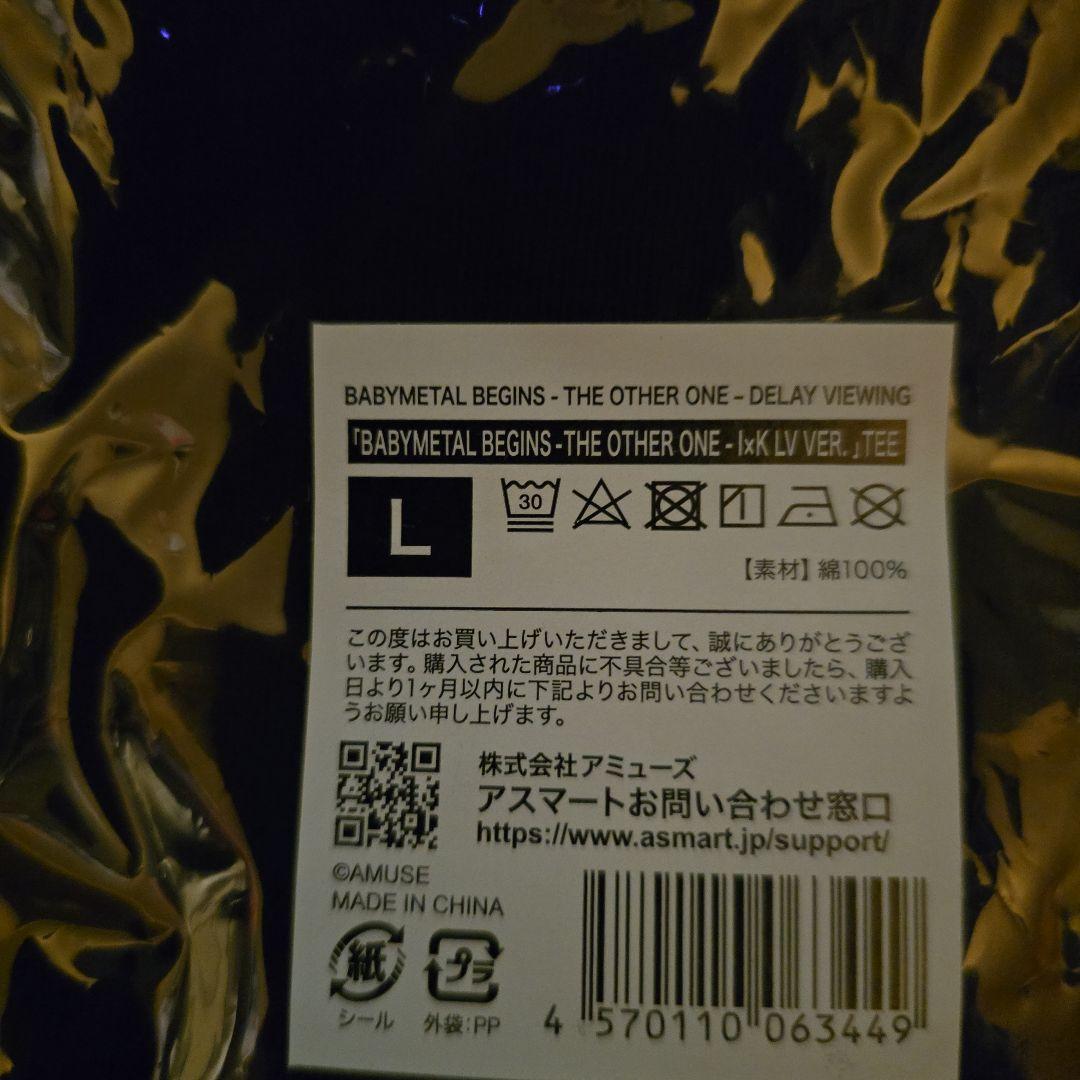 BABYMETAL BEGINS - THE OTHER ONE – DELAY VIEWING
「BABYMETAL BEGINS -THE OTHER ONE - I×K LV VER.」TEE
L
30
【素材】 綿100%
この度はお買い上げいただきまして、誠にありがとうござ
います。購入された商品に不具合等ございましたら、購入
日より1ヶ月以内に下記よりお問い合わせくださいますよ
うお願い申し上げます。
株式会社アミューズ
アスマートお問い合わせ窓口
https://www.asmart.jp/support/
©AMUSE
MADE IN CHINA
紙
プラ
シール
外袋:PP
4 570110 063449